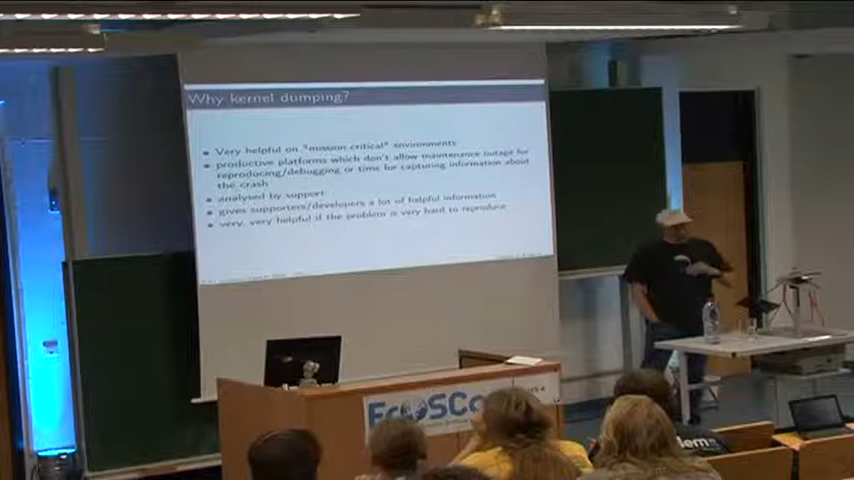 Why kernel dumping?
Very helpful on "mission critical" environments
productive platforms which don't allow maintenance outage for
reproducing/debugging or time for capturing information about
the crash
analysed by support
gives supporters/developers a lot of helpful information
very, very helpful if the problem is very hard to reproduce
FrOSCo